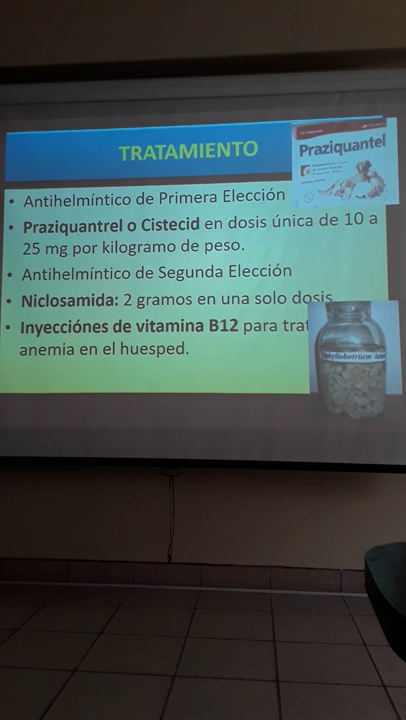 TRATAMIENTO
Praziquantel
• Antihelmíntico de Primera Elección
• Praziquantrel o Cistecid en dosis única de 10 a
25 mg por kilogramo de peso.
• Antihelmíntico de Segunda Elección
• Niclosamida: 2 gramos en una solo dosis
• Inyecciónes de vitamina B12 para
anemia en el huesped.